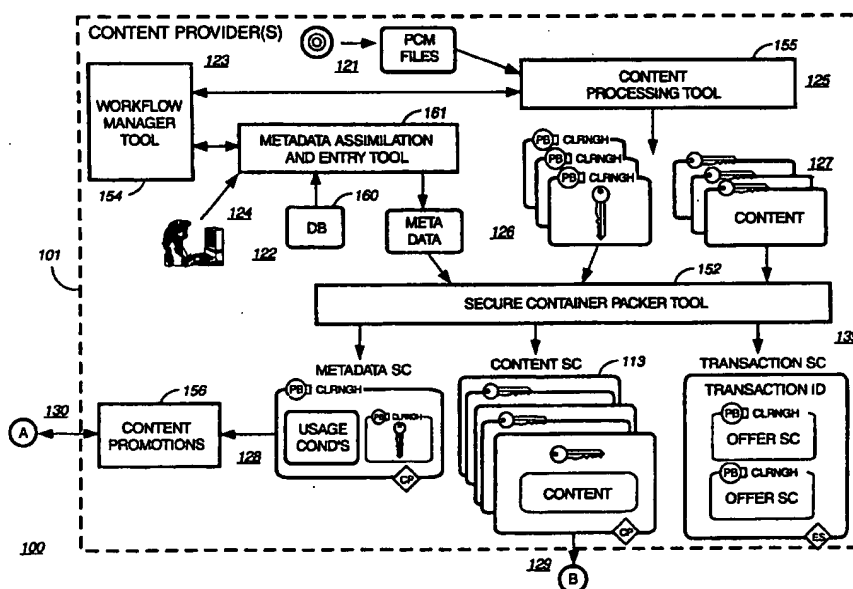 CONTENT PROVIDER(S)
123
121
PCM
FILES
155
CONTENT
PROCESSING TOOL
125
WORKFLOW
MANAGER
TOOL
154
161
METADATA ASSIMILATION
AND ENTRY TOOL
124
122
DB
160
META
DATA
126
PB CLRNGH
PB CLRNGH
PB CLRNGH
127
CONTENT
101
152
SECURE CONTAINER PACKER TOOL
METADATA SC
PB CLRNGH
USAGE
COND'S
PB CLRNGH
CP
128
CONTENT SC
113
CONTENT
CP
TRANSACTION SC
TRANSACTION ID
PB CLRNGH
OFFER SC
PB CLRNGH
OFFER SC
ES
A
130
156
CONTENT
PROMOTIONS
100
129
B